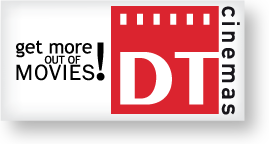 get more
OUT OF
MOVIES!
DT
cinemas